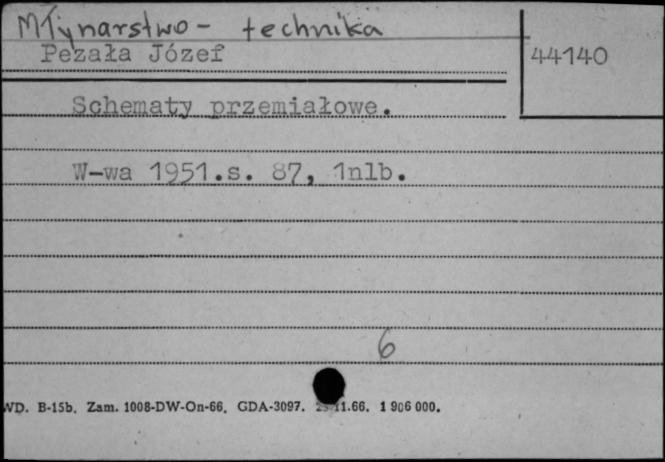 Młynarstwo - technika
Pezała Józef
44140
Schematy przemiałowe.
W-wa 1951.s. 87, 1nlb.
6
WD. B-15b. Zam. 1008-DW-On-66. GDA-3097. 11.66. 1 906 000.